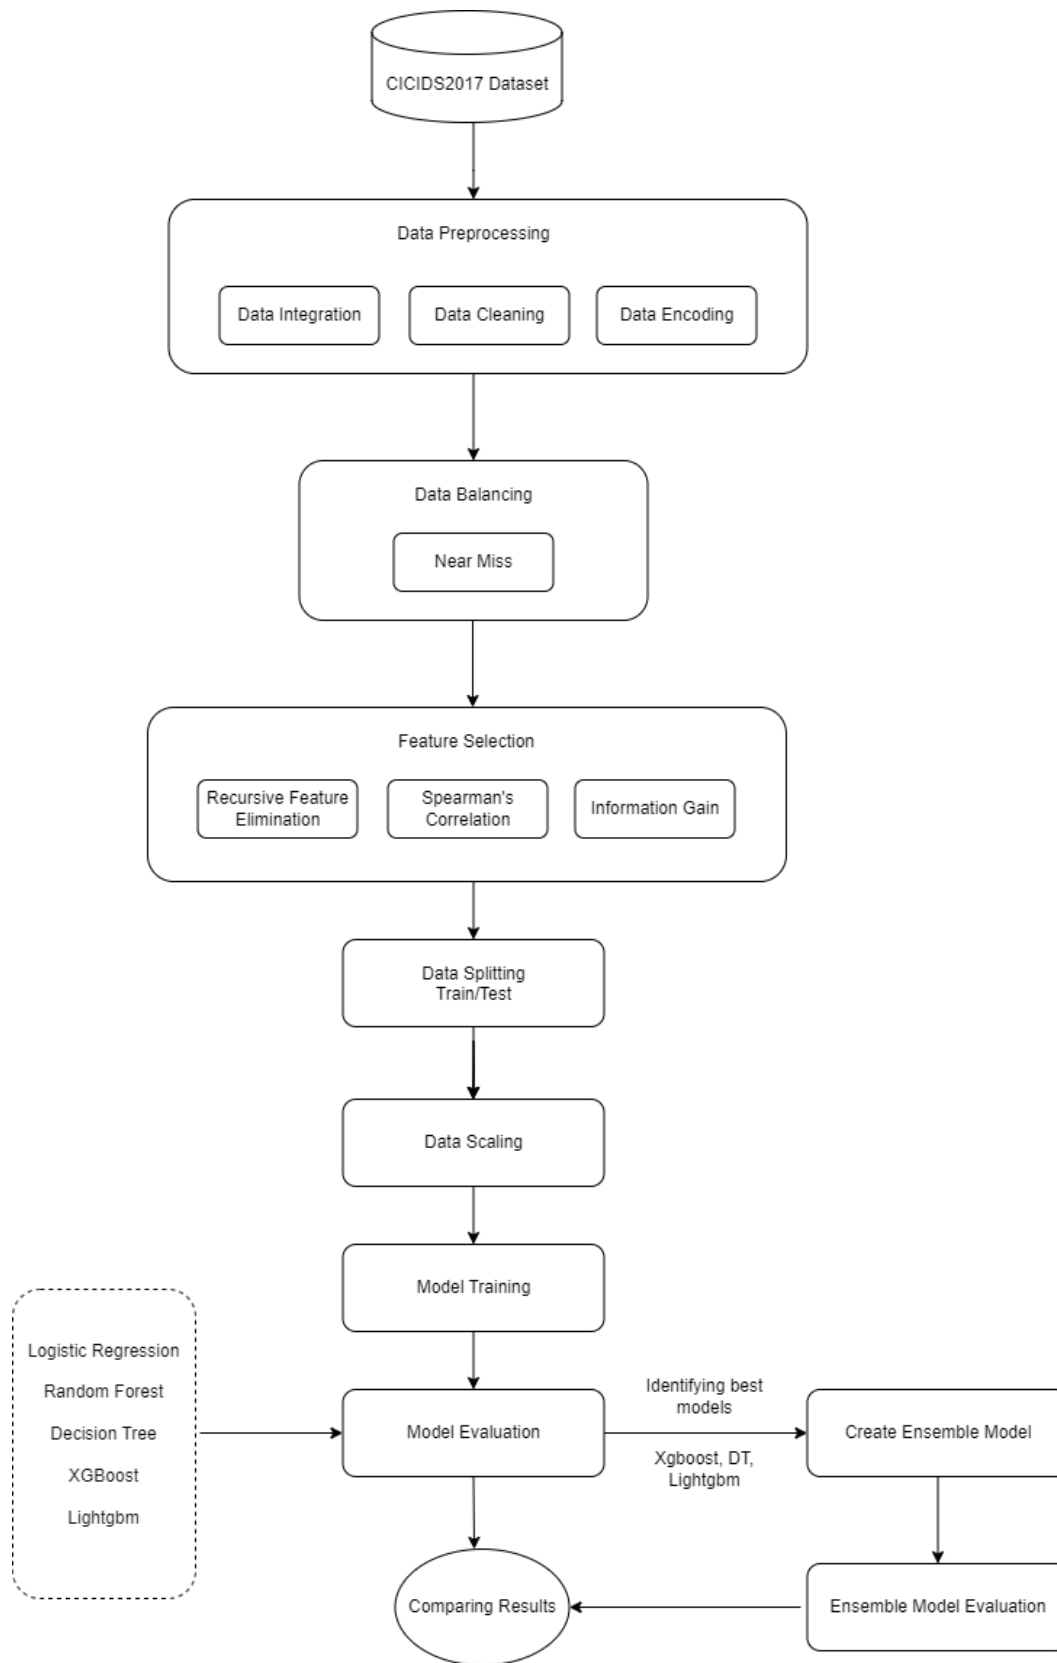 CICIDS2017 Dataset
Data Preprocessing
Data Integration
Data Cleaning
Data Encoding
Data Balancing
Near Miss
Feature Selection
Recursive Feature
Elimination
Spearman's
Correlation
Information Gain
Data Splitting
Train/Test
Data Scaling
Model Training
Logistic Regression
Random Forest
Decision Tree
XGBoost
Lightgbm
Model Evaluation
Identifying best
models
Xgboost, DT,
Lightgbm
Create Ensemble Model
Comparing Results
Ensemble Model Evaluation